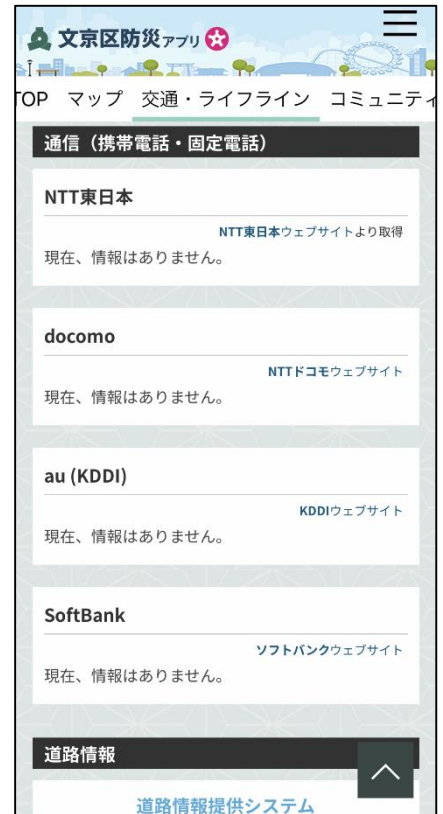 文京区防災アプリ
TOP マップ 交通・ライフライン コミュニティ
通信（携帯電話・固定電話）
NTT東日本
NTT東日本ウェブサイトより取得
現在、情報はありません。
docomo
NTTドコモウェブサイト
現在、情報はありません。
au (KDDI)
KDDIウェブサイト
現在、情報はありません。
SoftBank
ソフトバンクウェブサイト
現在、情報はありません。
道路情報
道路情報提供システム